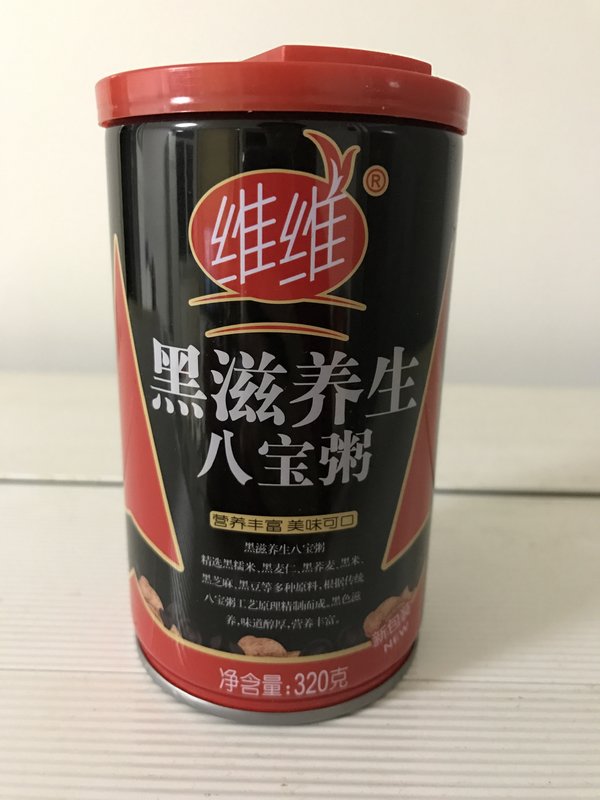 维维®
黑滋养生
八宝粥
营养丰富 美味可口
黑滋养生八宝粥
精选黑糯米、黑麦仁、黑荞麦、黑米、
黑芝麻、黑豆等多种原料，根据传统
八宝粥工艺原理精制而成。黑色滋
养，味道醇厚，营养丰富。
新包装
NEW
净含量：320克